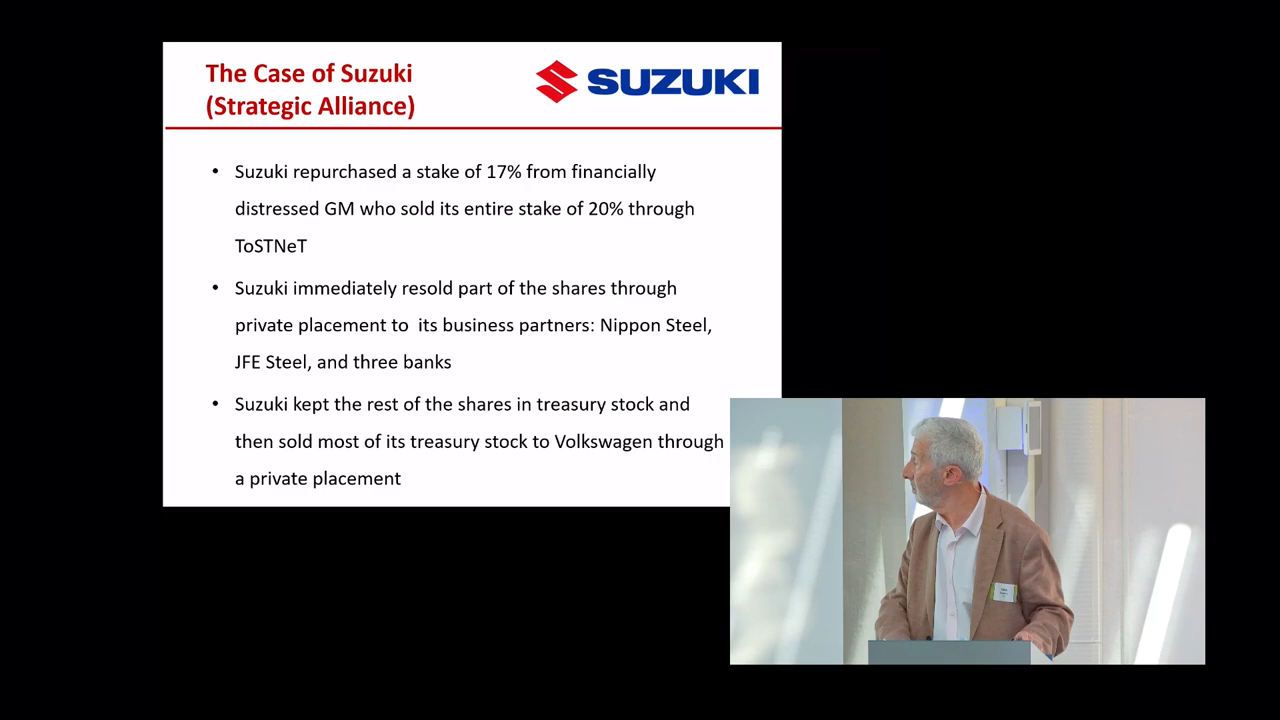 The Case of Suzuki
(Strategic Alliance)
SUZUKI
• Suzuki repurchased a stake of 17% from financially
distressed GM who sold its entire stake of 20% through
ToSTNeT
• Suzuki immediately resold part of the shares through
private placement to its business partners: Nippon Steel,
JFE Steel, and three banks
• Suzuki kept the rest of the shares in treasury stock and
then sold most of its treasury stock to Volkswagen through
a private placement